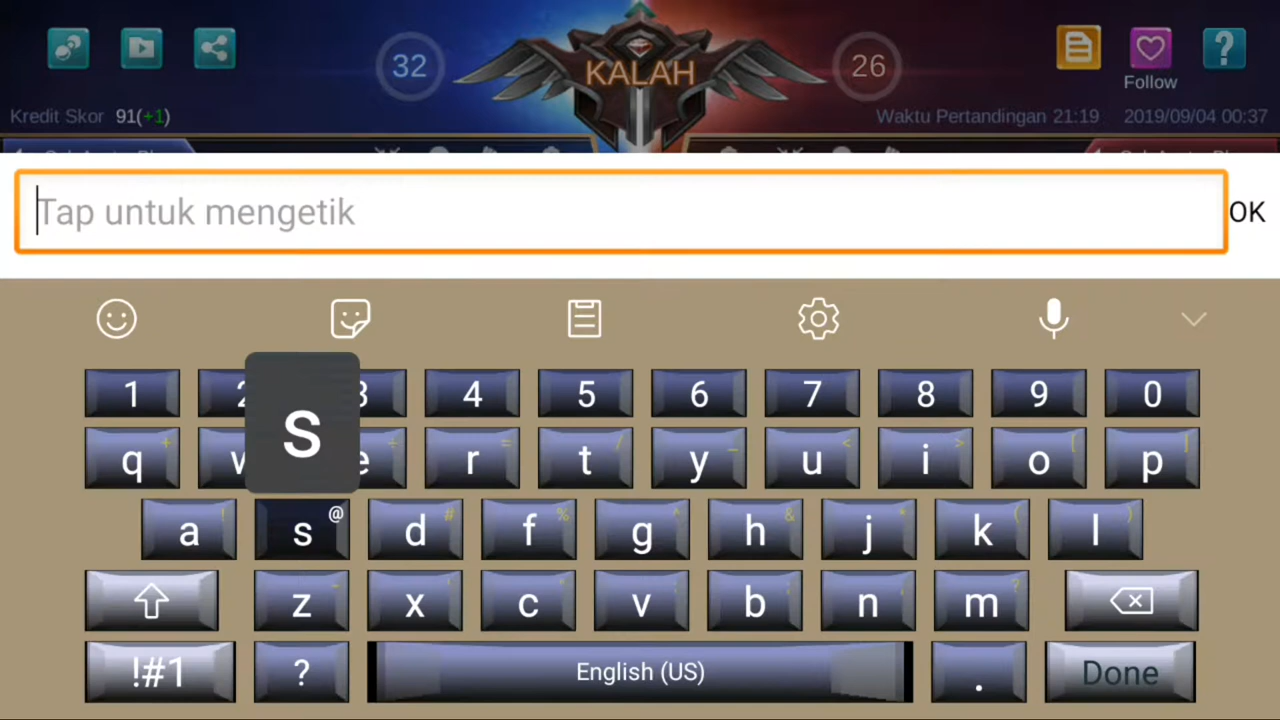 32 KALAH 26
Follow
Kredit Skor 91(+1) Waktu Pertandingan 21:19 2019/09/04 00:37
Tap untuk mengetik OK
S
1 2 3 4 5 6 7 8 9 0
q w e r t y u i o p
a s @ d # f % g ^ h & j * k ( l )
z x c v b n m ?
!#1 ? English (US) . Done